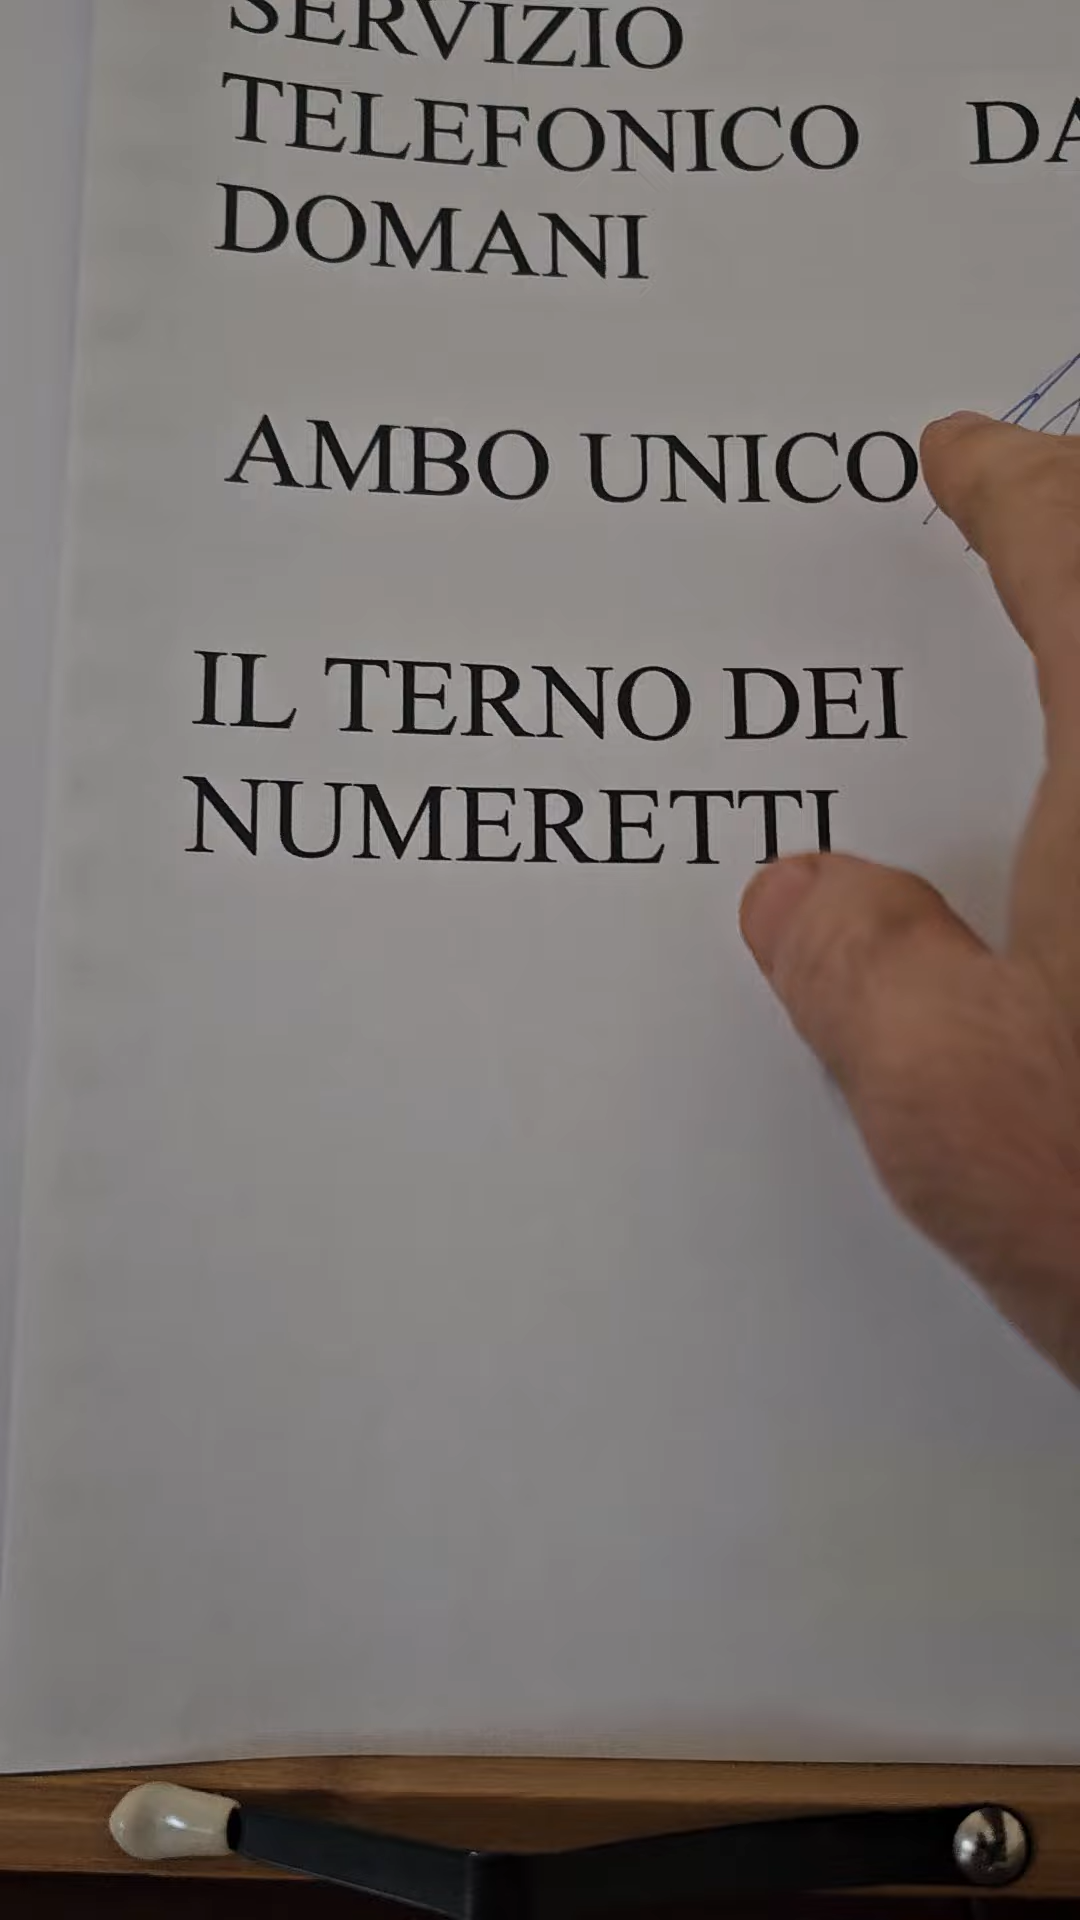 SERVIZIO
TELEFONICO DA
DOMANI
AMBO UNICO
IL TERNO DEI
NUMERETTI